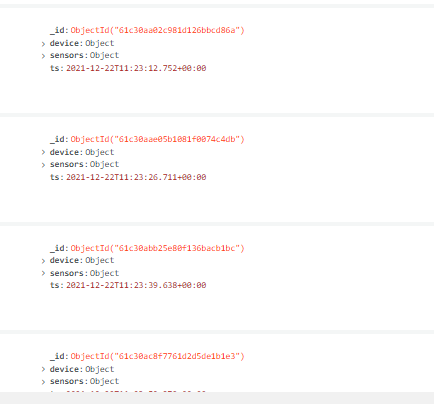 _id: ObjectId("61c30aa02c981d126bbcd86a")
device: Object
sensors: Object
ts: 2021-12-22T11:23:12.752+00:00
_id: ObjectId("61c30aae05b1081f0074c4db")
device: Object
sensors: Object
ts: 2021-12-22T11:23:26.711+00:00
_id: ObjectId("61c30abb25e80f136bacb1bc")
device: Object
sensors: Object
ts: 2021-12-22T11:23:39.638+00:00
_id: ObjectId("61c30ac8f7761d2d5de1b1e3")
device: Object
sensors: Object